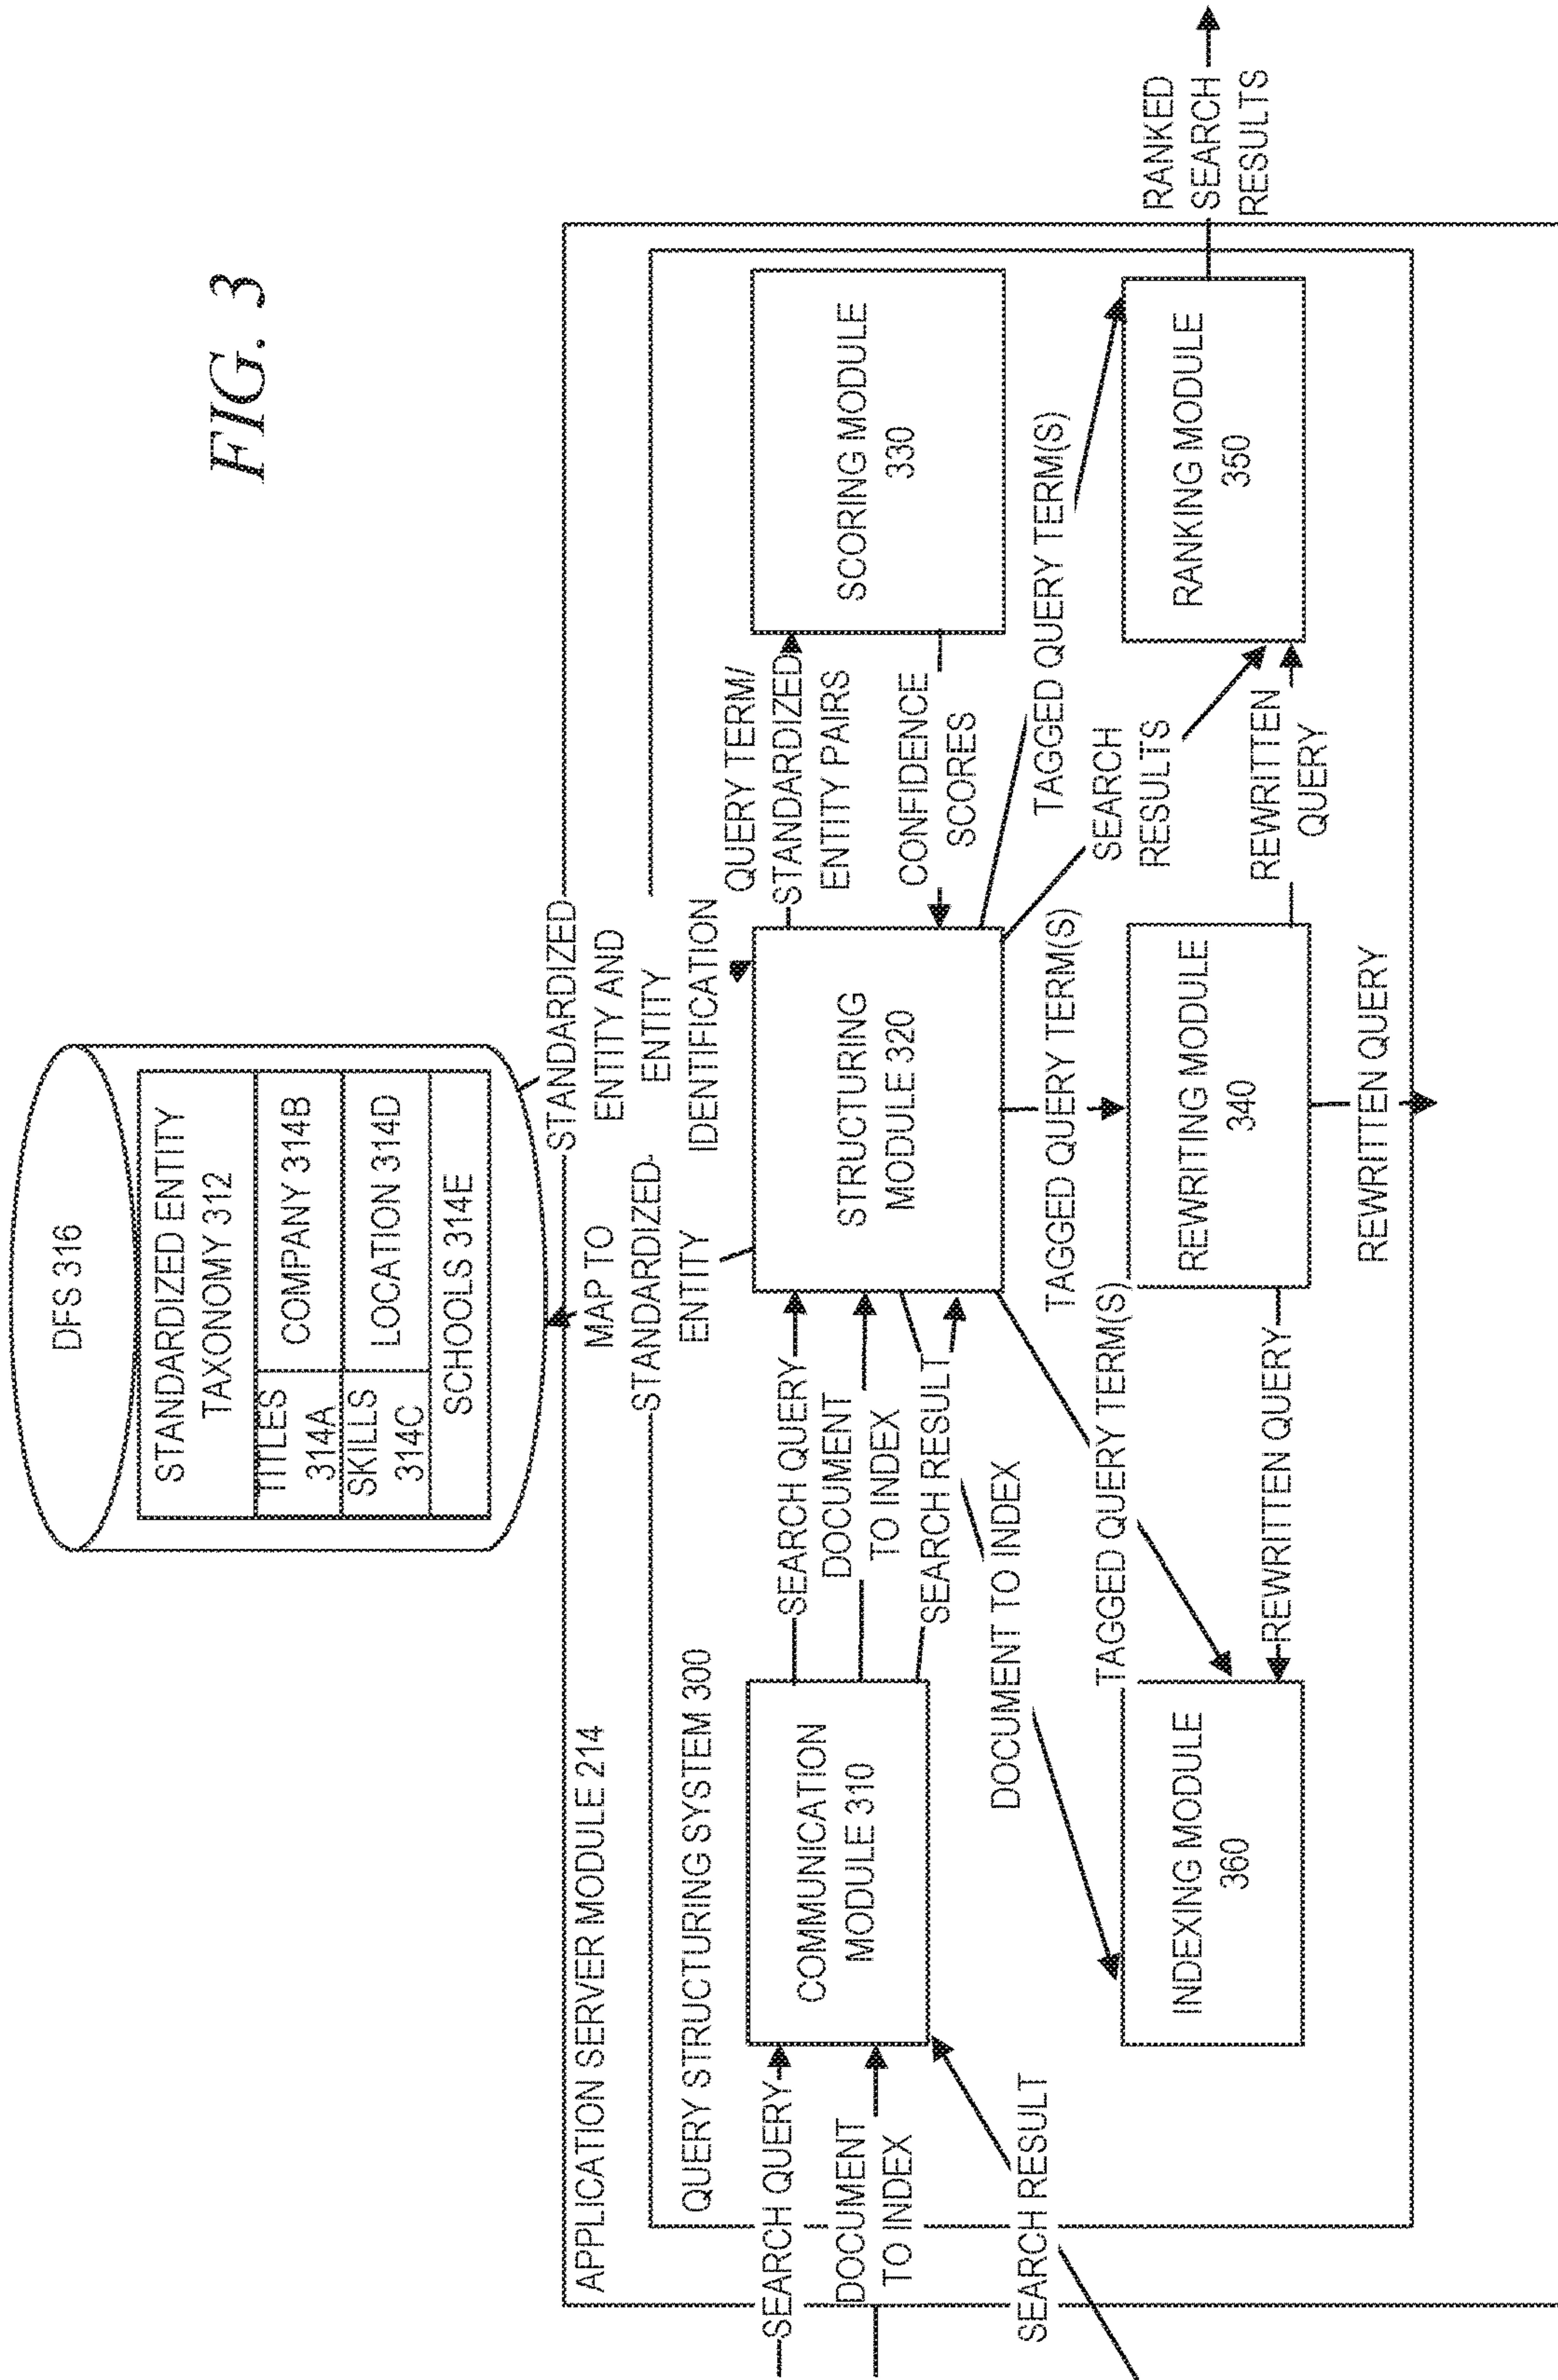 FIG. 3
DFS 316
STANDARDIZED ENTITY
TAXONOMY 312
TITLES
314A
COMPANY 314B
SKILLS
314C
LOCATION 314D
SCHOOLS 314E
APPLICATION SERVER MODULE 214
MAP TO
STANDARDIZED
ENTITY
STANDARDIZED
ENTITY AND
ENTITY
IDENTIFICATION
QUERY STRUCTURING SYSTEM 300
SEARCH QUERY
DOCUMENT
TO INDEX
SEARCH RESULT
COMMUNICATION
MODULE 310
SEARCH QUERY
DOCUMENT
TO INDEX
SEARCH RESULT
STRUCTURING
MODULE 320
QUERY TERM/
STANDARDIZED
ENTITY PAIRS
CONFIDENCE
SCORES
SCORING MODULE
330
DOCUMENT TO INDEX
TAGGED QUERY TERM(S)
TAGGED QUERY TERM(S)
SEARCH
RESULTS
TAGGED QUERY TERM(S)
INDEXING MODULE
360
REWRITTEN QUERY
REWRITING MODULE
340
REWRITTEN
QUERY
RANKING MODULE
350
RANKED
SEARCH
RESULTS
REWRITTEN QUERY